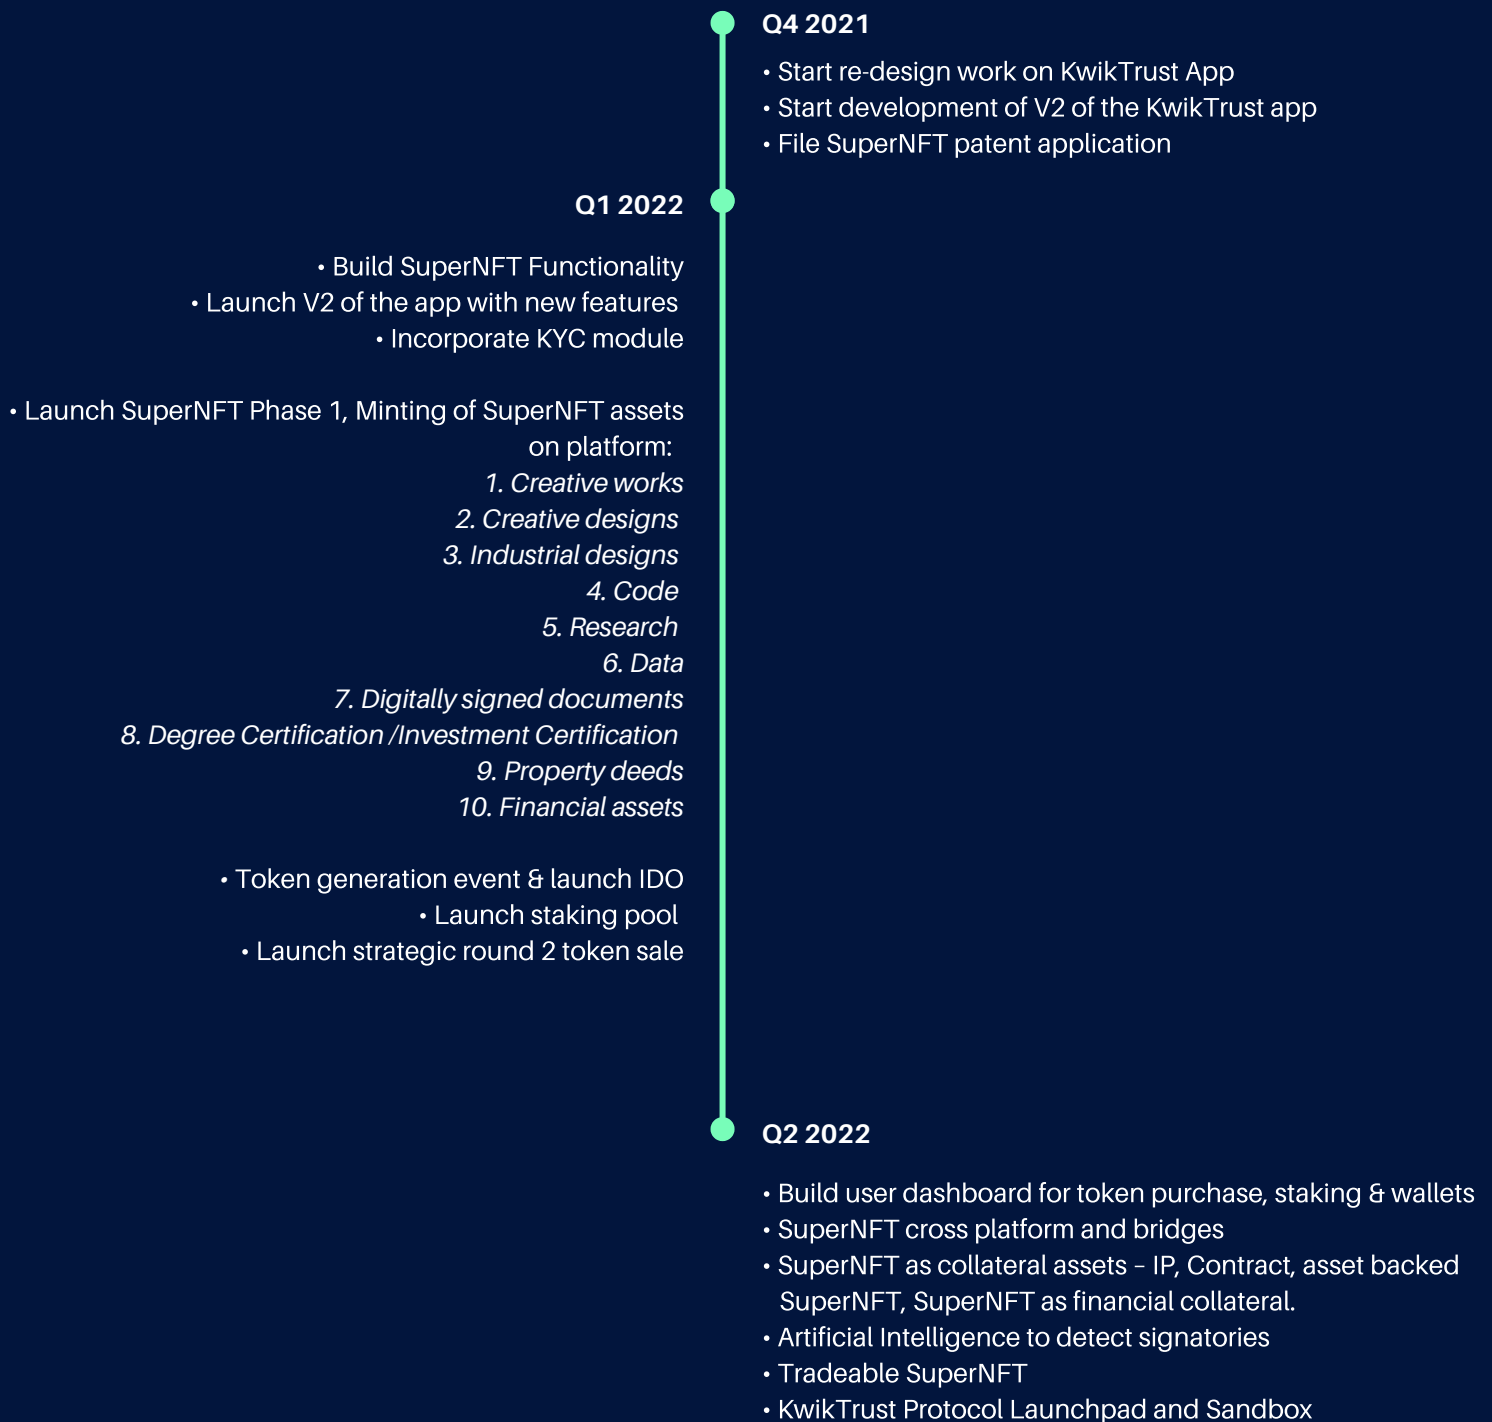 Q4 2021
• Start re-design work on KwikTrust App
• Start development of V2 of the KwikTrust app
• File SuperNFT patent application
Q1 2022
• Build SuperNFT Functionality
• Launch V2 of the app with new features
• Incorporate KYC module
• Launch SuperNFT Phase 1, Minting of SuperNFT assets
on platform:
1. Creative works
2. Creative designs
3. Industrial designs
4. Code
5. Research
6. Data
7. Digitally signed documents
8. Degree Certification /Investment Certification
9. Property deeds
10. Financial assets
• Token generation event & launch IDO
• Launch staking pool
• Launch strategic round 2 token sale
Q2 2022
• Build user dashboard for token purchase, staking & wallets
• SuperNFT cross platform and bridges
• SuperNFT as collateral assets – IP, Contract, asset backed
SuperNFT, SuperNFT as financial collateral.
• Artificial Intelligence to detect signatories
• Tradeable SuperNFT
• KwikTrust Protocol Launchpad and Sandbox